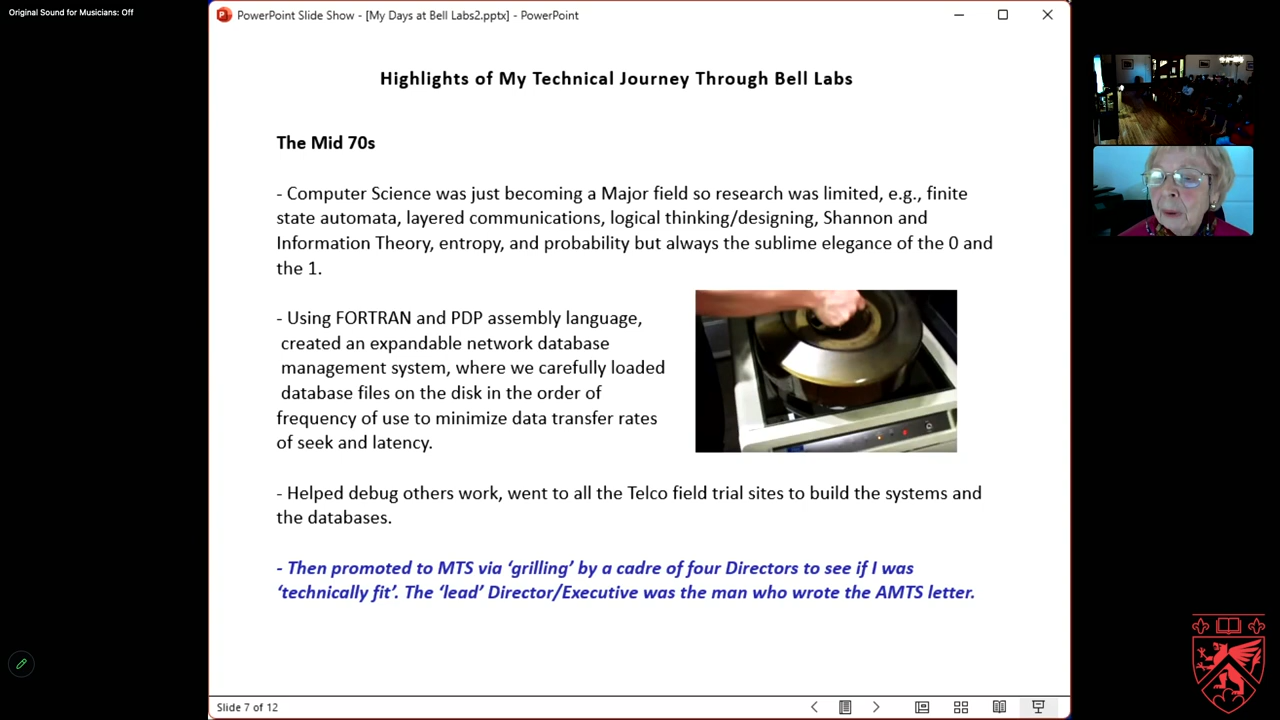 Original Sound for Musicians: Off
PowerPoint Slide Show - [My Days at Bell Labs2.pptx] - PowerPoint
Highlights of My Technical Journey Through Bell Labs
The Mid 70s
- Computer Science was just becoming a Major field so research was limited, e.g., finite
state automata, layered communications, logical thinking/designing, Shannon and
Information Theory, entropy, and probability but always the sublime elegance of the 0 and
the 1.
- Using FORTRAN and PDP assembly language,
created an expandable network database
management system, where we carefully loaded
database files on the disk in the order of
frequency of use to minimize data transfer rates
of seek and latency.
- Helped debug others work, went to all the Telco field trial sites to build the systems and
the databases.
- Then promoted to MTS via ‘grilling’ by a cadre of four Directors to see if I was
‘technically fit’. The ‘lead’ Director/Executive was the man who wrote the AMTS letter.
Slide 7 of 12